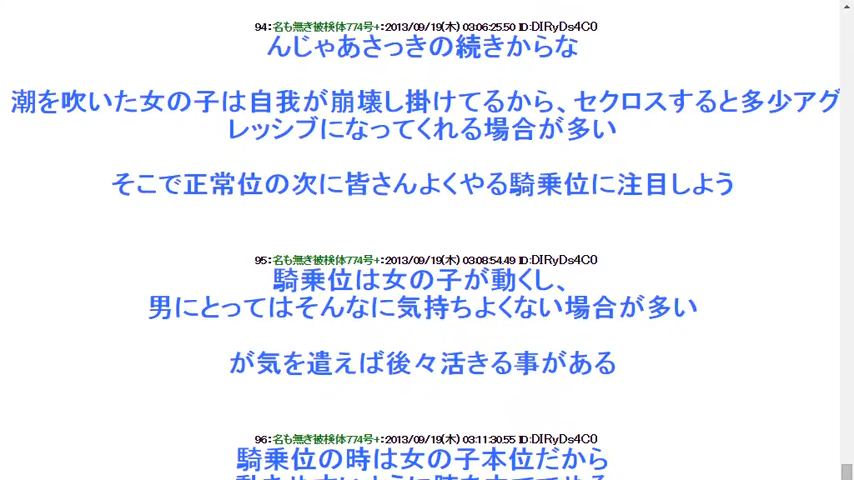 94：名も無き被検体774号+：2013/09/19(木) 03:06:25.50 ID:DIRyDs4C0
んじゃあさっきの続きからな
潮を吹いた女の子は自我が崩壊し掛けてるから、セクロスすると多少アグ
レッシブになってくれる場合が多い
そこで正常位の次に皆さんよくやる騎乗位に注目しよう
95：名も無き被検体774号+：2013/09/19(木) 03:08:54.49 ID:DIRyDs4C0
騎乗位は女の子が動くし、
男にとってはそんなに気持ちよくない場合が多い
が気を遣えば後々活きる事がある
96：名も無き被検体774号+：2013/09/19(木) 03:11:30.55 ID:DIRyDs4C0
騎乗位の時は女の子本位だから